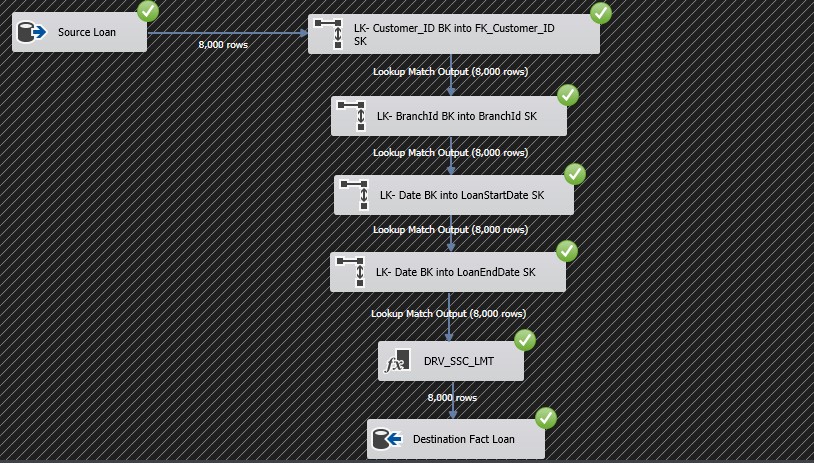 Source Loan
8,000 rows
LK- Customer_ID BK into FK_Customer_ID
SK
Lookup Match Output (8,000 rows)
LK- BranchId BK into BranchId SK
Lookup Match Output (8,000 rows)
LK- Date BK into LoanStartDate SK
Lookup Match Output (8,000 rows)
LK- Date BK into LoanEndDate SK
Lookup Match Output (8,000 rows)
fx
DRV_SSC_LMT
8,000 rows
Destination Fact Loan